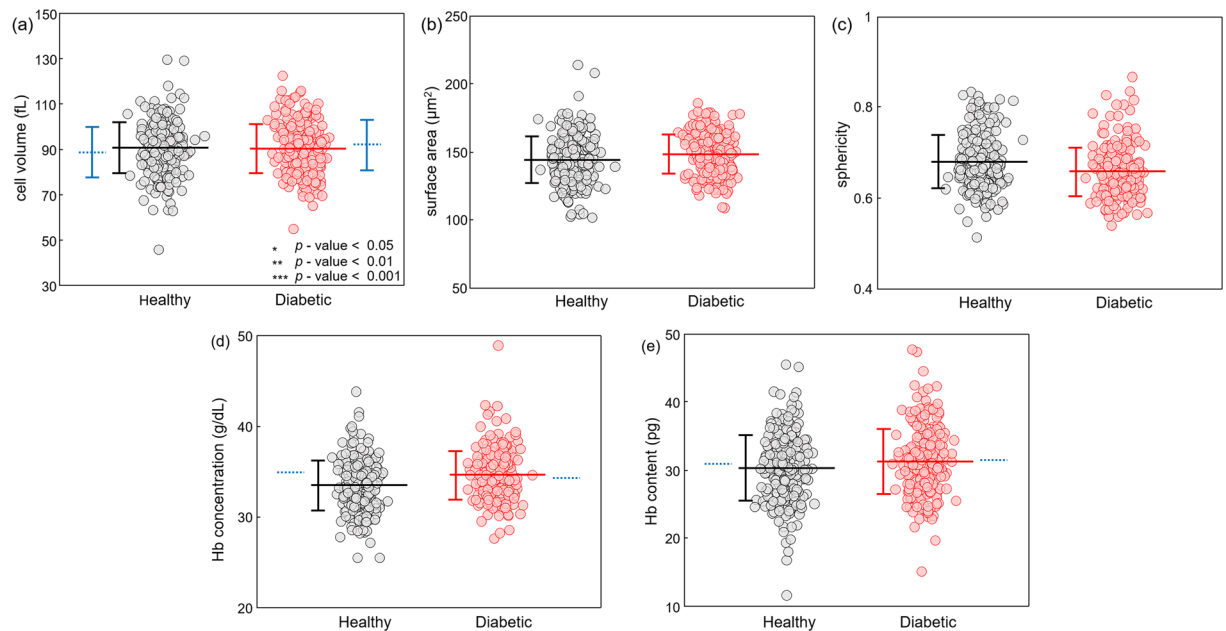 (a)
cell volume (fL)
150
130
110
90
70
50
30
* p - value < 0.05
** p - value < 0.01
*** p - value < 0.001
Healthy
Diabetic
(b)
surface area (μm²)
250
200
150
100
50
Healthy
Diabetic
(c)
sphericity
1
0.8
0.6
0.4
Healthy
Diabetic
(d)
Hb concentration (g/dL)
50
40
30
20
Healthy
Diabetic
(e)
Hb content (pg)
50
40
30
20
10
Healthy
Diabetic